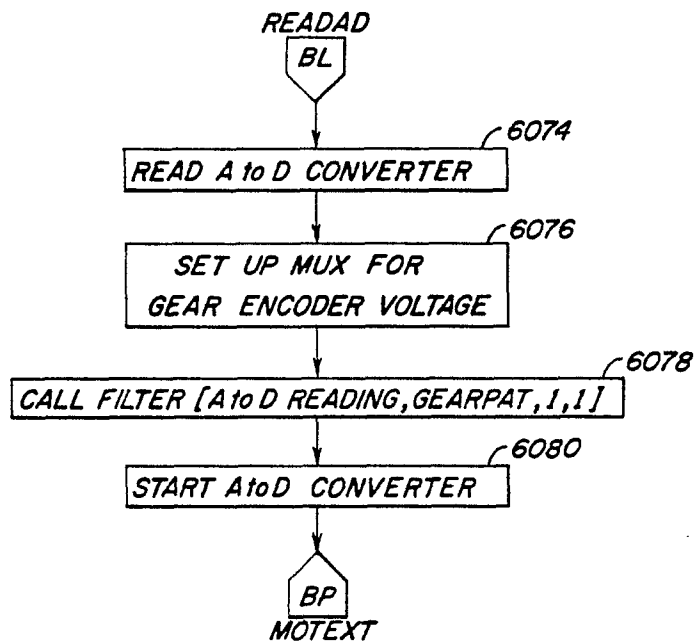 READAD
BL
6074
READ A to D CONVERTER
6076
SET UP MUX FOR
GEAR ENCODER VOLTAGE
6078
CALL FILTER [A to D READING, GEARPAT, 1, 1]
6080
START A to D CONVERTER
BP
MOTEXT